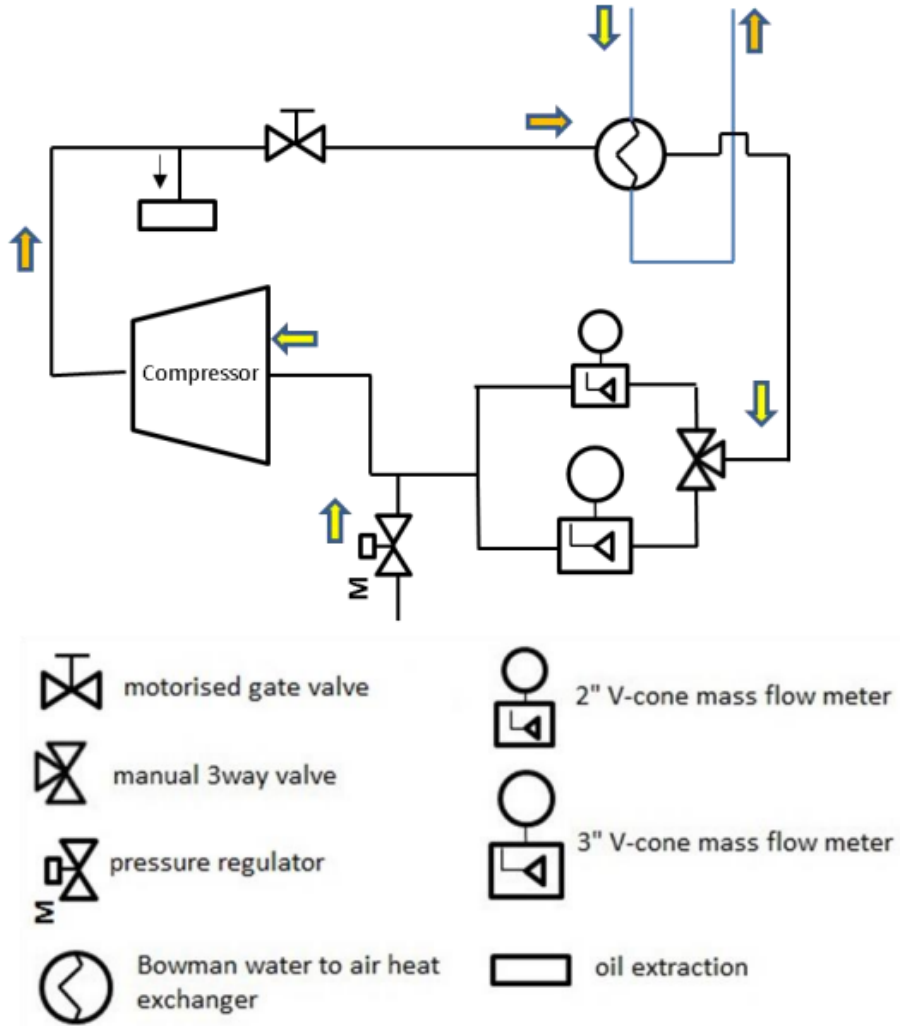 Compressor
M
motorised gate valve
2" V-cone mass flow meter
manual 3way valve
pressure regulator
M
3" V-cone mass flow meter
Bowman water to air heat
exchanger
oil extraction